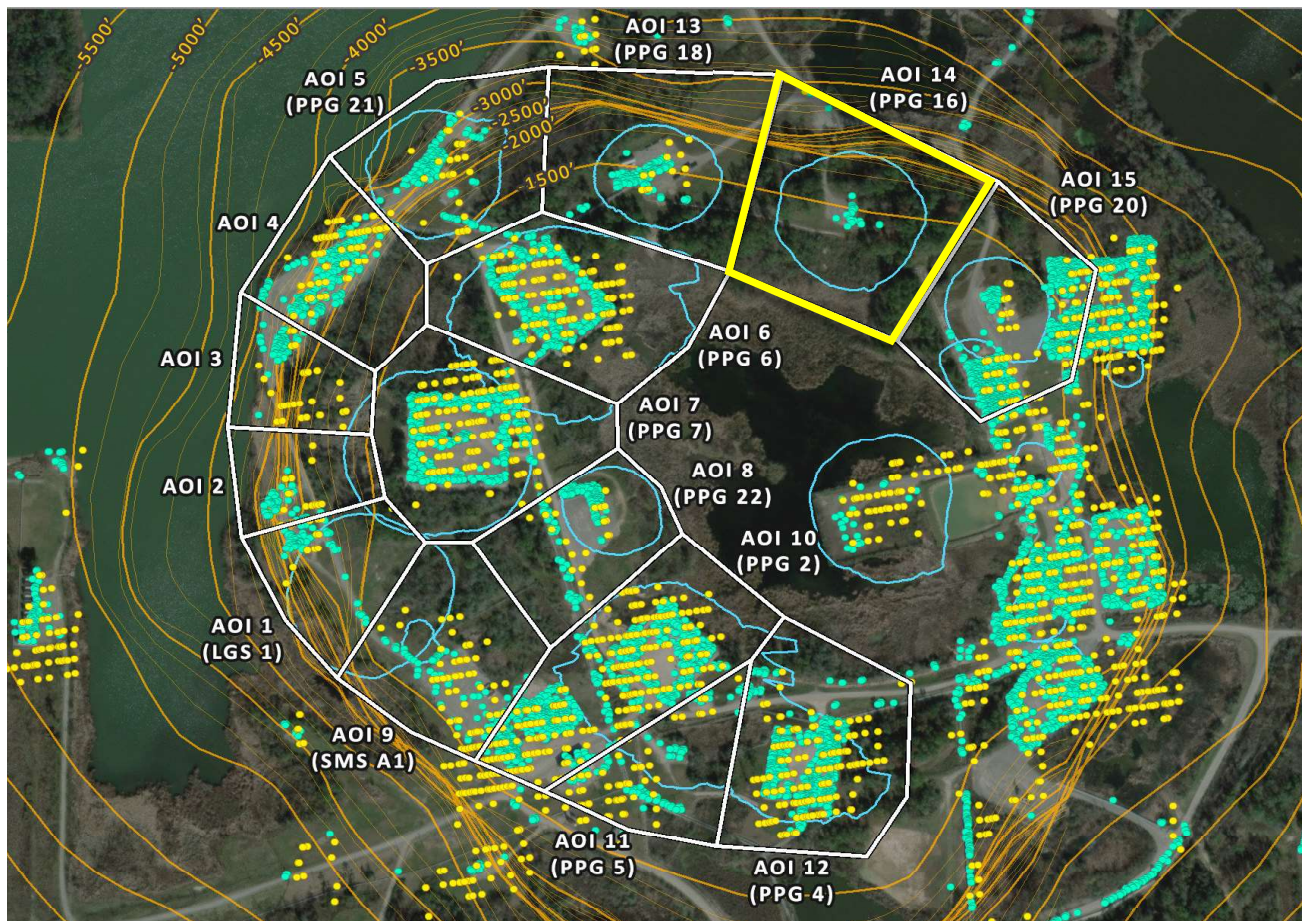 -5500'
-5000'
-4500'
-4000'
-3500'
-3000'
-2500'
-2000'
-1500'
AOI 13
(PPG 18)
AOI 14
(PPG 16)
AOI 5
(PPG 21)
AOI 15
(PPG 20)
AOI 4
AOI 3
AOI 6
(PPG 6)
AOI 7
(PPG 7)
AOI 8
(PPG 22)
AOI 2
AOI 10
(PPG 2)
AOI 1
(LGS 1)
AOI 9
(SMS A1)
AOI 11
(PPG 5)
AOI 12
(PPG 4)